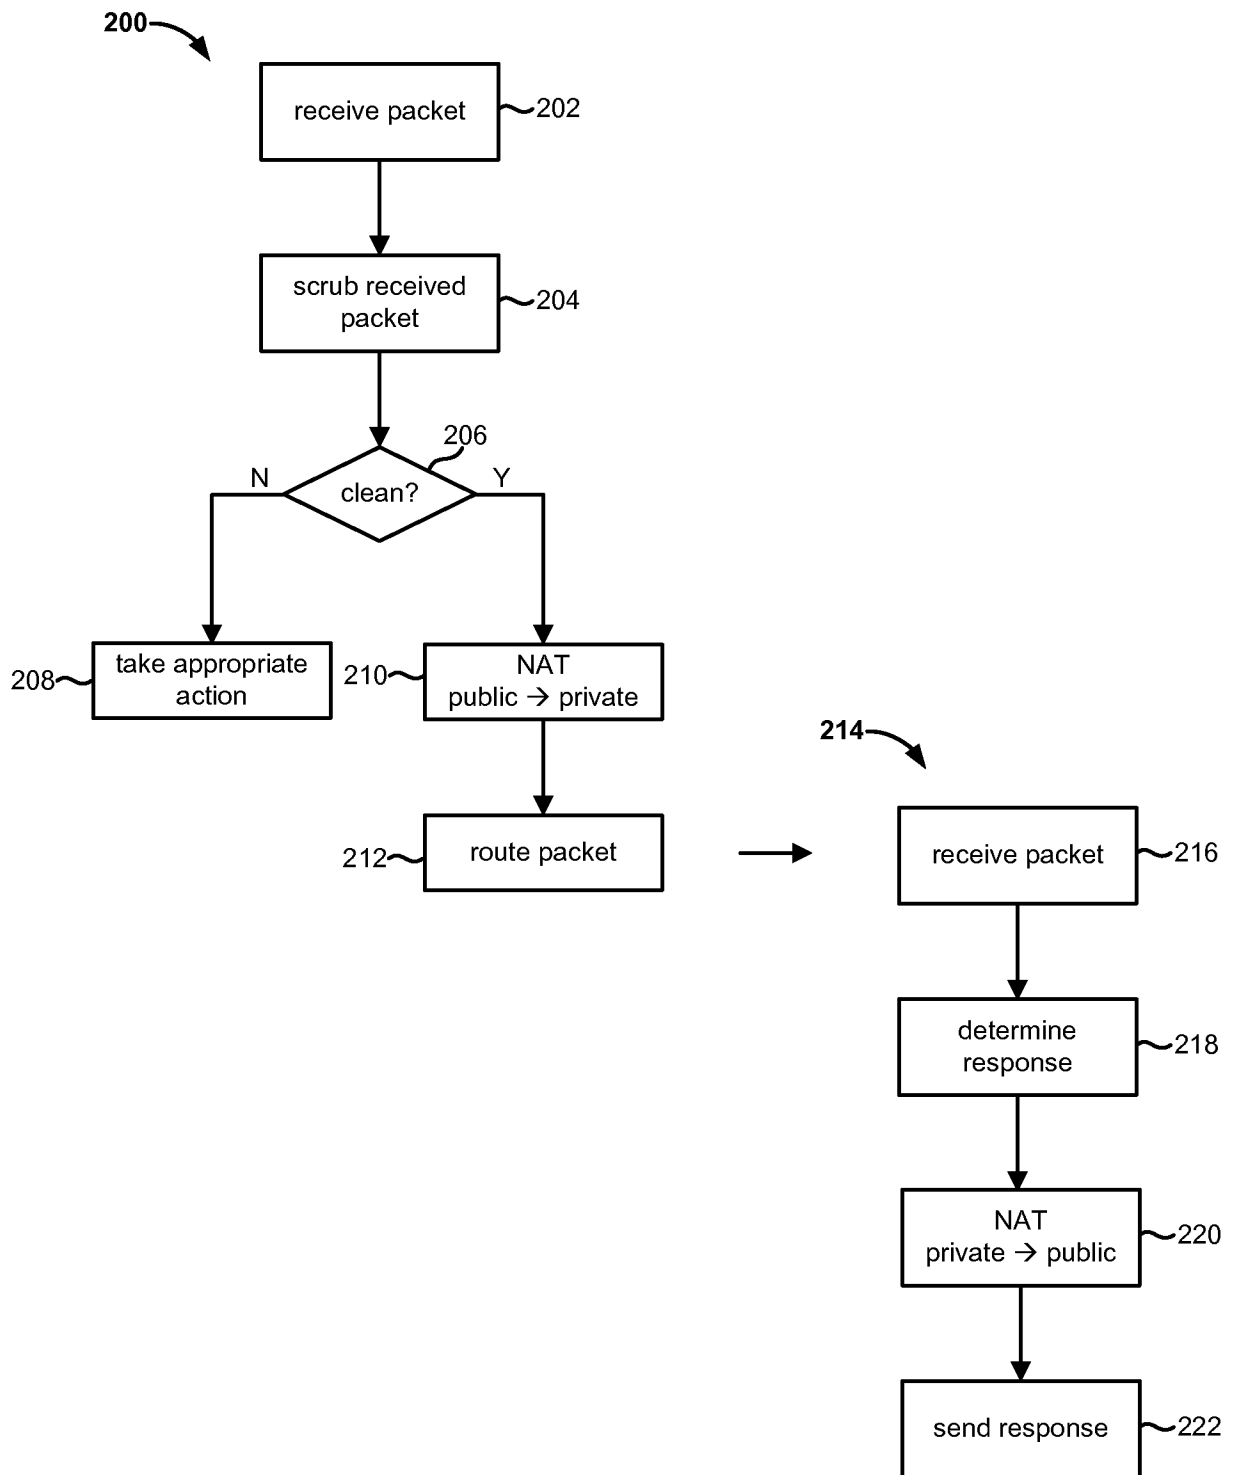 200
receive packet
202
scrub received
packet
204
206
N
clean?
Y
take appropriate
action
208
210
NAT
public → private
212
route packet
214
receive packet
216
determine
response
218
NAT
private → public
220
send response
222